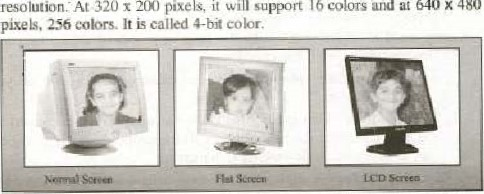 resolution. At 320 x 200 pixels, it will support 16 colors and at 640 x 480
pixels, 256 colors. It is called 4-bit color.
Normal Screen
Flat Screen
LCD Screen